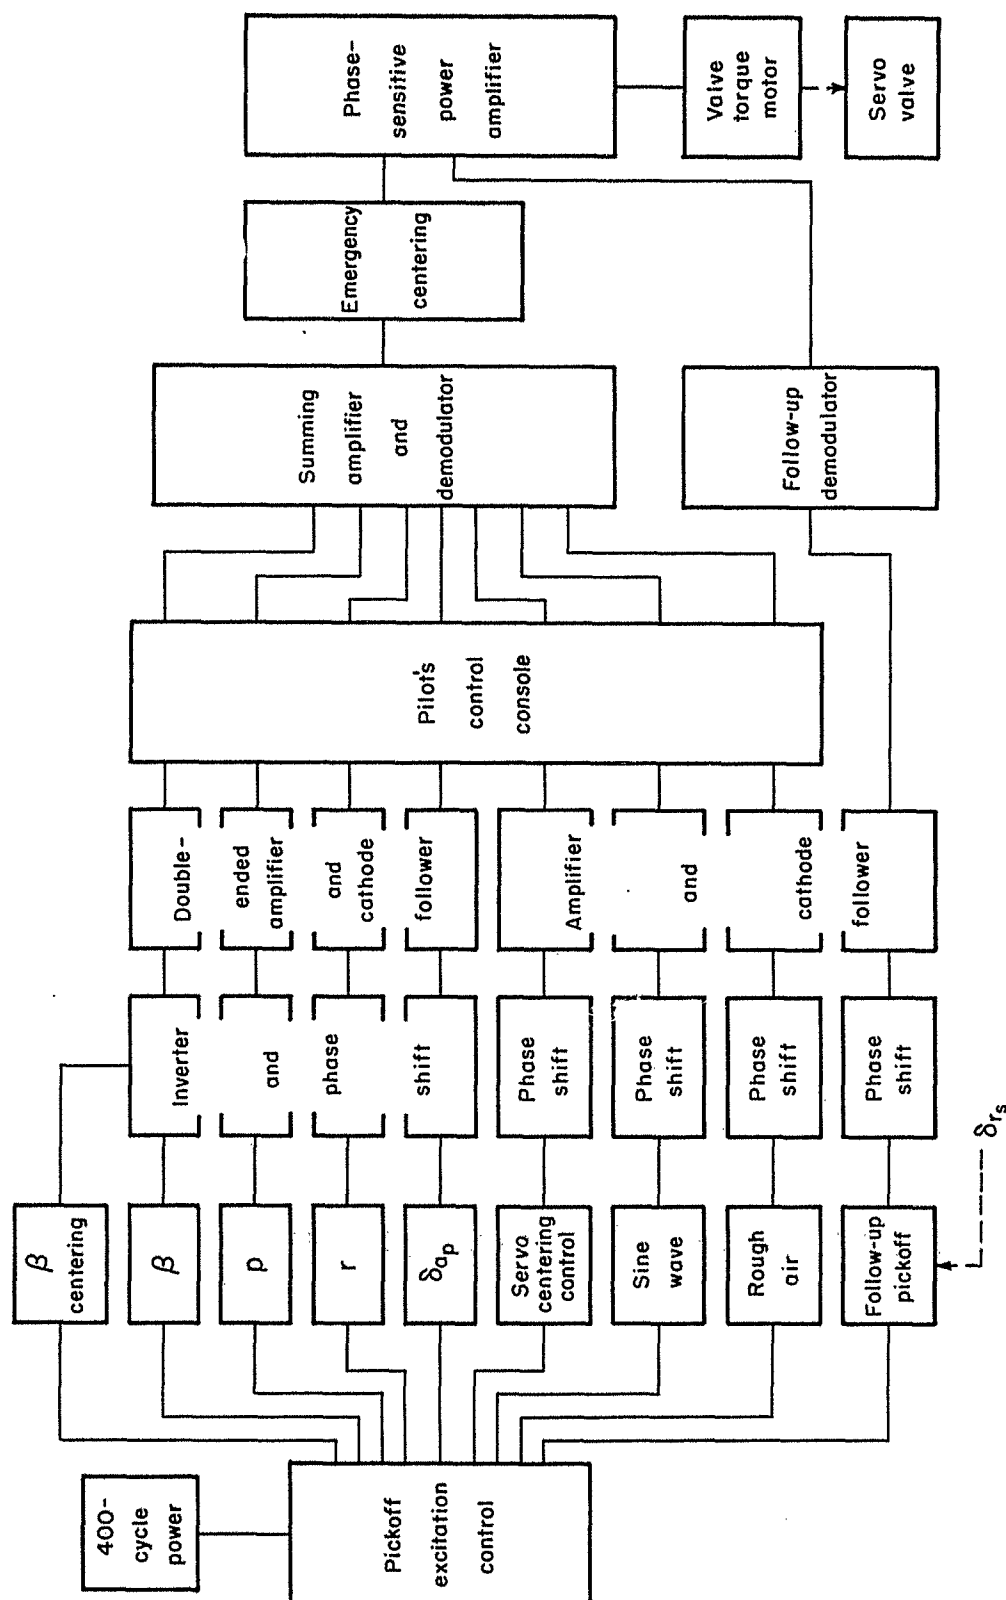 400-
cycle
power
Pickoff
excitation
control
β
centering
β
p
r
δap
Servo
centering
control
Sine
wave
Rough
air
Follow-up
pickoff
δrs
Inverter
and
phase
shift
Phase
shift
Phase
shift
Phase
shift
Phase
shift
Double-
ended
amplifier
and
cathode
follower
Amplifier
and
cathode
follower
Pilot's
control
console
Summing
amplifier
and
demodulator
Follow-up
demodulator
Emergency
centering
Phase-
sensitive
power
amplifier
Valve
torque
motor
Servo
valve